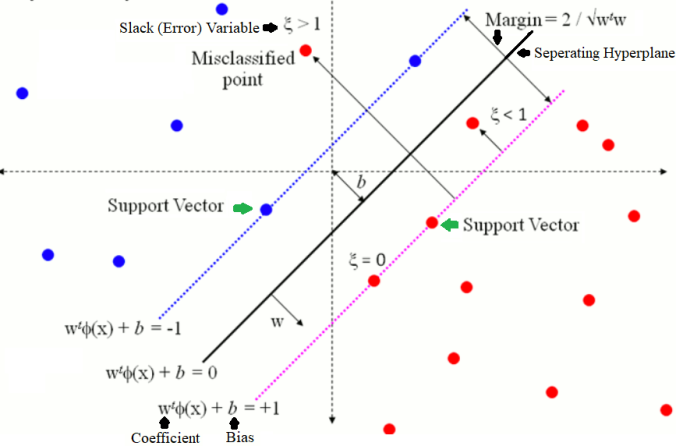 Margin = 2 / √wᵗw
Slack (Error) Variable ξ > 1
Seperating Hyperplane
Misclassified
point
ξ < 1
b
Support Vector
Support Vector
ξ = 0
w
wᵗϕ(x) + b = -1
wᵗϕ(x) + b = 0
wᵗϕ(x) + b = +1
Coefficient Bias